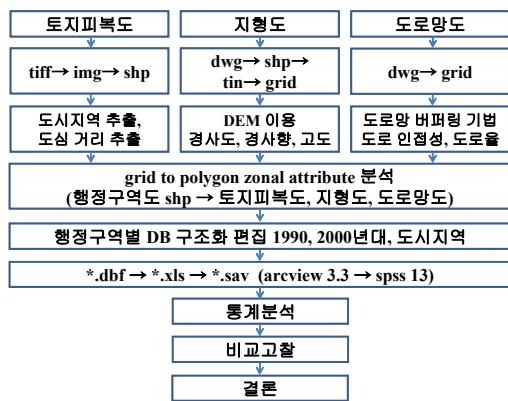 토지피복도
지형도
도로망도
tiff→ img→ shp
dwg→ shp→
tin→ grid
dwg→ grid
도시지역 추출,
도심 거리 추출
DEM 이용
경사도, 경사향, 고도
도로망 버퍼링 기법
도로 인접성, 도로율
grid to polygon zonal attribute 분석
(행정구역도 shp → 토지피복도, 지형도, 도로망도)
행정구역별 DB 구조화 편집 1990, 2000년대, 도시지역
*.dbf → *.xls → *.sav (arcview 3.3 → spss 13)
통계분석
비교고찰
결론